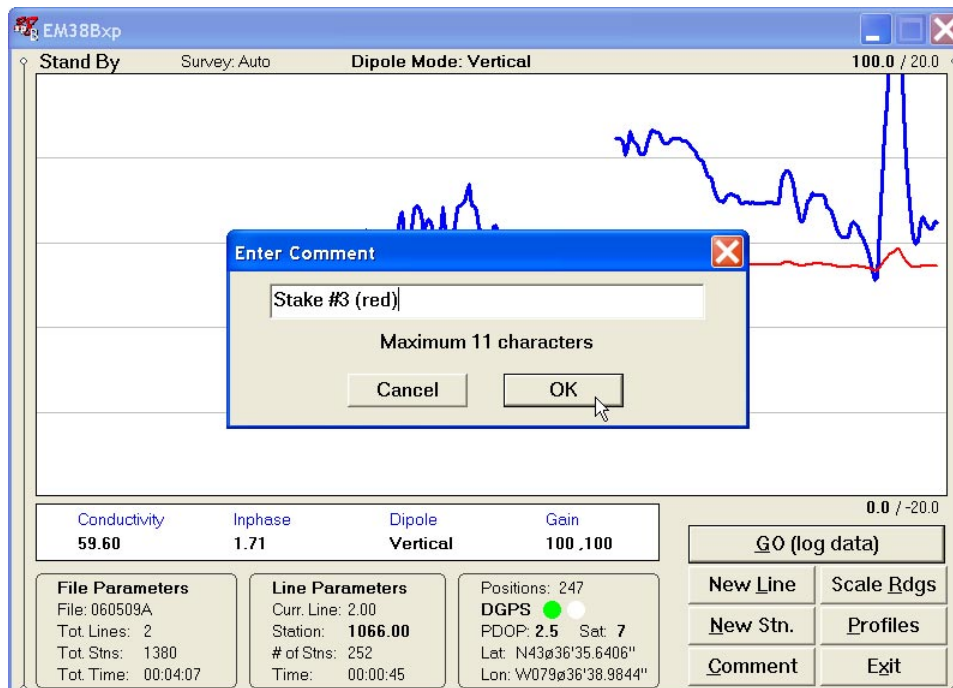 EM38Bxp
Stand By Survey: Auto Dipole Mode: Vertical 100.0 / 20.0
Enter Comment
Stake #3 (red)
Maximum 11 characters
Cancel OK
0.0 / -20.0
Conductivity Inphase Dipole Gain
59.60 1.71 Vertical 100 ,100
GO (log data)
New Line Scale Rdgs
New Stn. Profiles
Comment Exit
File Parameters
File: 060509A
Tot. Lines: 2
Tot. Stns: 1380
Tot. Time: 00:04:07
Line Parameters
Curr. Line: 2.00
Station: 1066.00
# of Stns: 252
Time: 00:00:45
Positions: 247
DGPS
PDOP: 2.5 Sat: 7
Lat: N43ø36'35.6406"
Lon: W079ø36'38.9844"